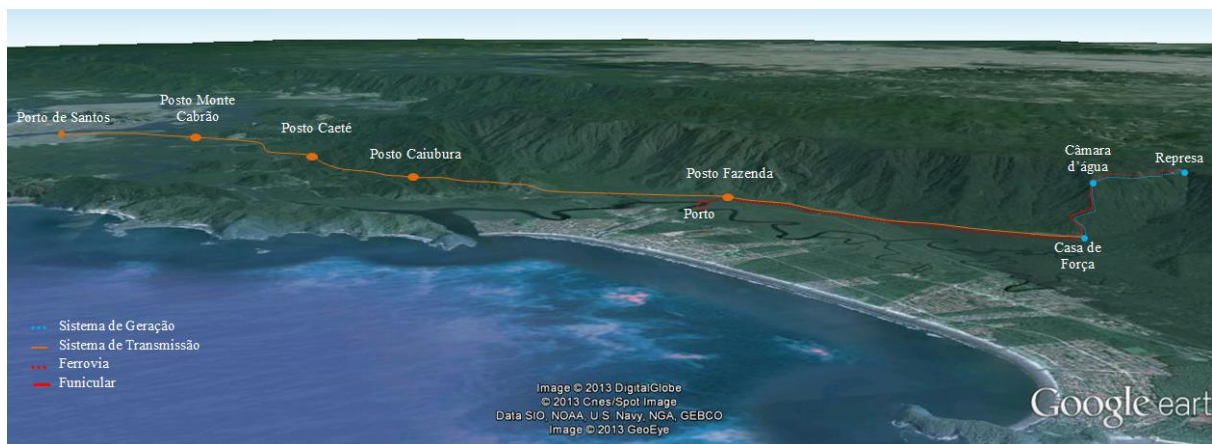 Posto Monte
Cabrão
Porto de Santos
Posto Caeté
Posto Caiubura
Posto Fazenda
Porto
Câmara
d'água
Represa
Casa de
Força
Sistema de Geração
Sistema de Transmissão
Ferrovia
Funicular
Image © 2013 DigitalGlobe
© 2013 Cnes/Spot Image
Data SIO, NOAA, U.S. Navy, NGA, GEBCO
Image © 2013 GeoEye
Google eart